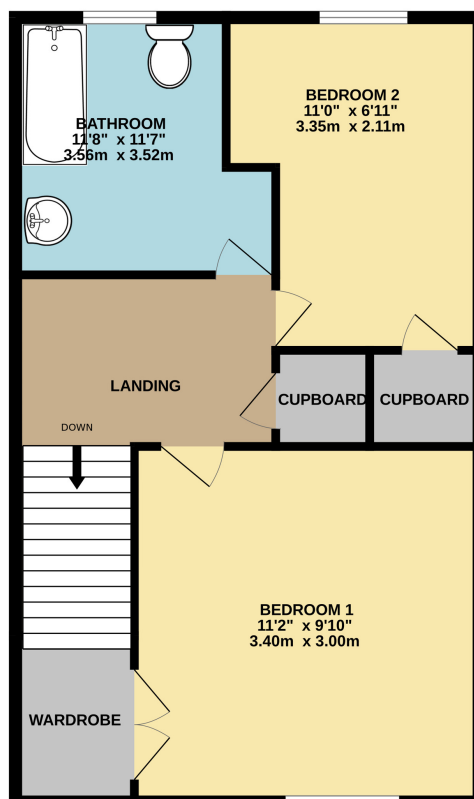 BEDROOM 2
11'0"  x 6'11"
3.35m  x 2.11m
BATHROOM
11'8"  x 11'7"
3.56m  x 3.52m
LANDING
CUPBOARD
CUPBOARD
DOWN
BEDROOM 1
11'2"  x 9'10"
3.40m  x 3.00m
WARDROBE